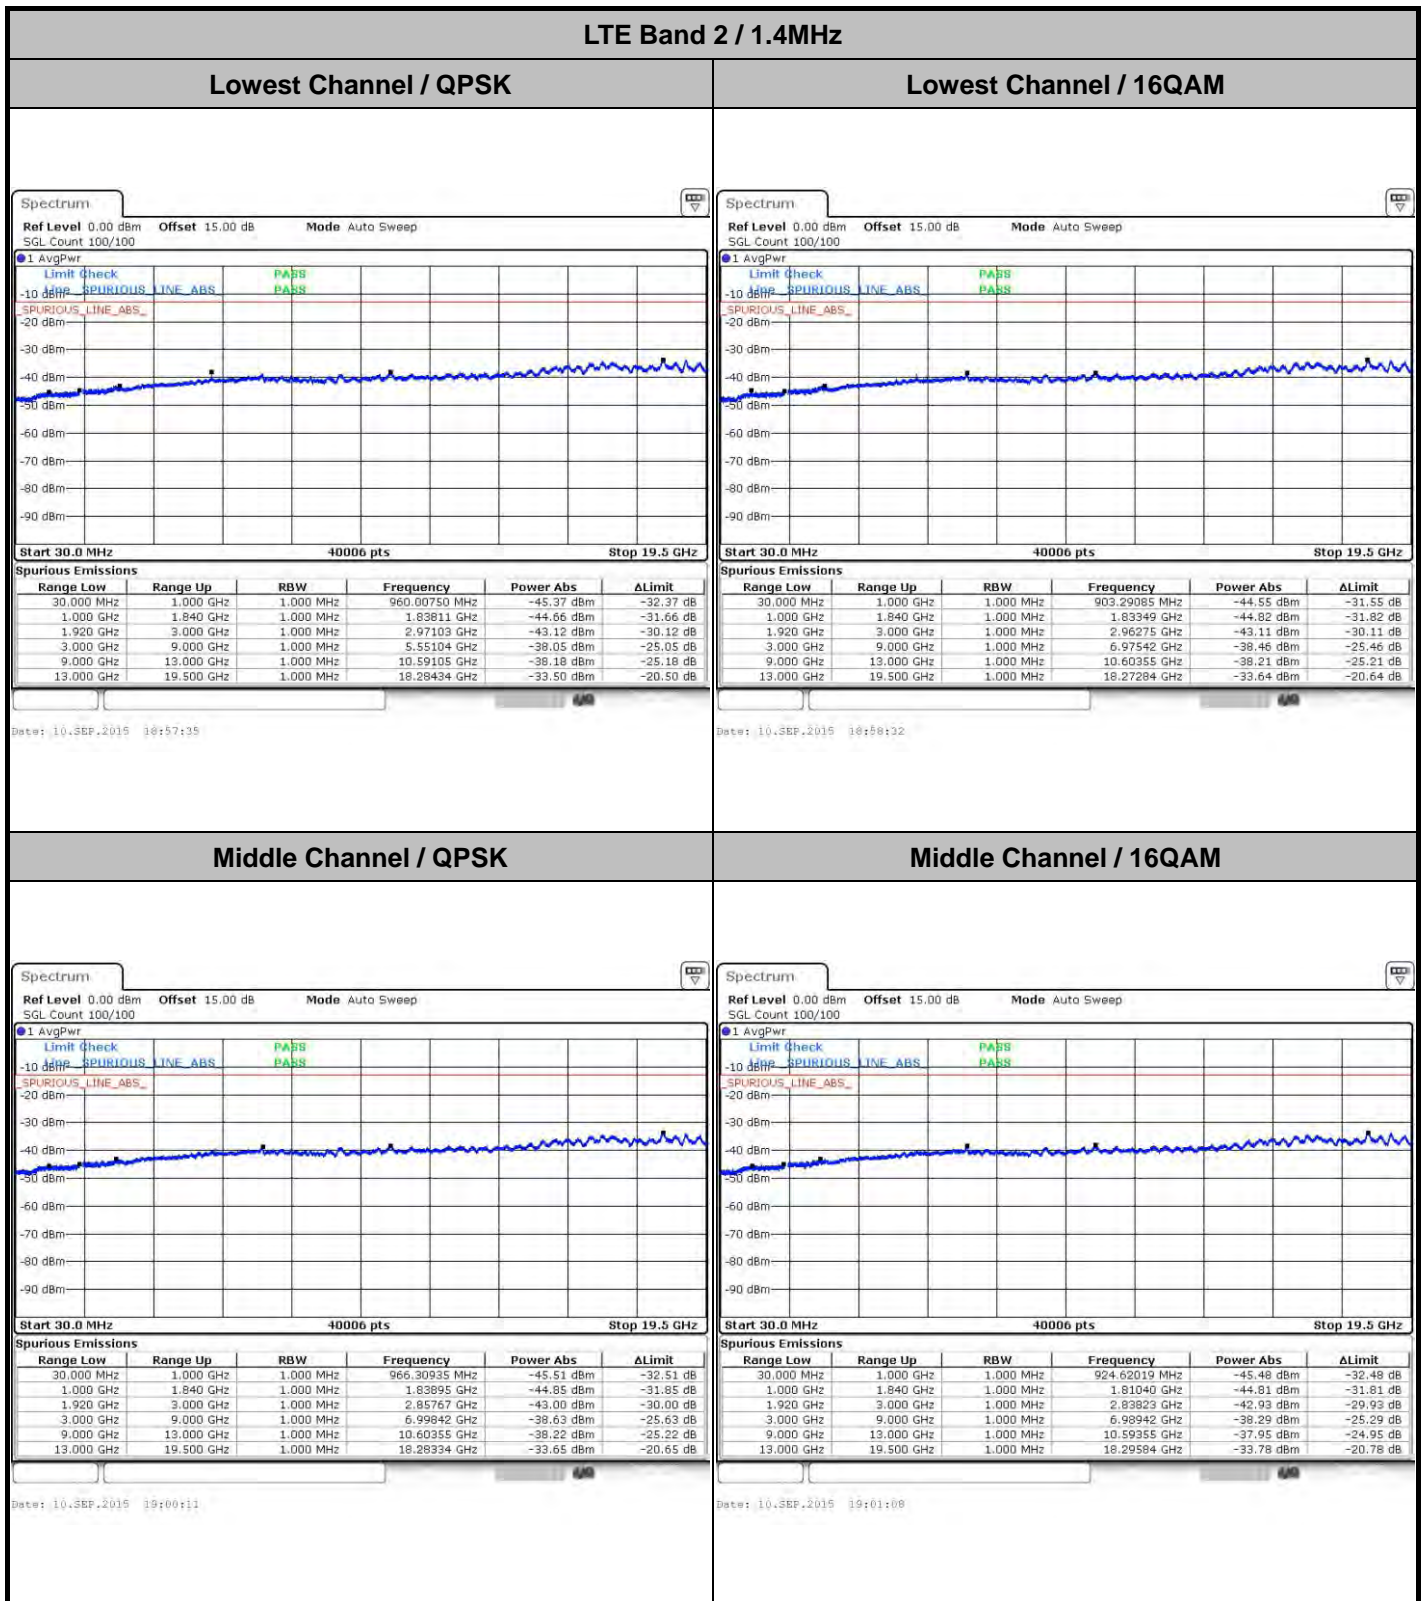 LTE Band 2 / 1.4MHz
Lowest Channel / QPSK
Lowest Channel / 16QAM
Spectrum
Ref Level 0.00 dBm Offset 15.00 dB Mode Auto Sweep
SGL Count 100/100
1 AvgPwr
Limit Check PASS
Line _SPURIOUS_LINE_ABS_ PASS
-10 dBm
_SPURIOUS_LINE_ABS_
-20 dBm
-30 dBm
-40 dBm
-50 dBm
-60 dBm
-70 dBm
-80 dBm
-90 dBm
Start 30.0 MHz 40006 pts Stop 19.5 GHz
Spurious Emissions
Range Low Range Up RBW Frequency Power Abs ΔLimit
30.000 MHz 1.000 GHz 1.000 MHz 960.00750 MHz -45.37 dBm -32.37 dB
1.000 GHz 1.840 GHz 1.000 MHz 1.83811 GHz -44.66 dBm -31.66 dB
1.920 GHz 3.000 GHz 1.000 MHz 2.97103 GHz -43.12 dBm -30.12 dB
3.000 GHz 9.000 GHz 1.000 MHz 5.55104 GHz -38.05 dBm -25.05 dB
9.000 GHz 13.000 GHz 1.000 MHz 10.59105 GHz -38.18 dBm -25.18 dB
13.000 GHz 19.500 GHz 1.000 MHz 18.28434 GHz -33.50 dBm -20.50 dB
Date: 10.SEP.2015 18:57:35
Spectrum
Ref Level 0.00 dBm Offset 15.00 dB Mode Auto Sweep
SGL Count 100/100
1 AvgPwr
Limit Check PASS
Line _SPURIOUS_LINE_ABS_ PASS
-10 dBm
_SPURIOUS_LINE_ABS_
-20 dBm
-30 dBm
-40 dBm
-50 dBm
-60 dBm
-70 dBm
-80 dBm
-90 dBm
Start 30.0 MHz 40006 pts Stop 19.5 GHz
Spurious Emissions
Range Low Range Up RBW Frequency Power Abs ΔLimit
30.000 MHz 1.000 GHz 1.000 MHz 903.29085 MHz -44.55 dBm -31.55 dB
1.000 GHz 1.840 GHz 1.000 MHz 1.83349 GHz -44.82 dBm -31.82 dB
1.920 GHz 3.000 GHz 1.000 MHz 2.96275 GHz -43.11 dBm -30.11 dB
3.000 GHz 9.000 GHz 1.000 MHz 6.97542 GHz -38.46 dBm -25.46 dB
9.000 GHz 13.000 GHz 1.000 MHz 10.60355 GHz -38.21 dBm -25.21 dB
13.000 GHz 19.500 GHz 1.000 MHz 18.27284 GHz -33.64 dBm -20.64 dB
Date: 10.SEP.2015 18:58:32
Middle Channel / QPSK
Middle Channel / 16QAM
Spectrum
Ref Level 0.00 dBm Offset 15.00 dB Mode Auto Sweep
SGL Count 100/100
1 AvgPwr
Limit Check PASS
Line _SPURIOUS_LINE_ABS_ PASS
-10 dBm
_SPURIOUS_LINE_ABS_
-20 dBm
-30 dBm
-40 dBm
-50 dBm
-60 dBm
-70 dBm
-80 dBm
-90 dBm
Start 30.0 MHz 40006 pts Stop 19.5 GHz
Spurious Emissions
Range Low Range Up RBW Frequency Power Abs ΔLimit
30.000 MHz 1.000 GHz 1.000 MHz 966.30935 MHz -45.51 dBm -32.51 dB
1.000 GHz 1.840 GHz 1.000 MHz 1.83895 GHz -44.85 dBm -31.85 dB
1.920 GHz 3.000 GHz 1.000 MHz 2.85767 GHz -43.00 dBm -30.00 dB
3.000 GHz 9.000 GHz 1.000 MHz 6.99842 GHz -38.63 dBm -25.63 dB
9.000 GHz 13.000 GHz 1.000 MHz 10.60355 GHz -38.22 dBm -25.22 dB
13.000 GHz 19.500 GHz 1.000 MHz 18.28334 GHz -33.65 dBm -20.65 dB
Date: 10.SEP.2015 19:00:11
Spectrum
Ref Level 0.00 dBm Offset 15.00 dB Mode Auto Sweep
SGL Count 100/100
1 AvgPwr
Limit Check PASS
Line _SPURIOUS_LINE_ABS_ PASS
-10 dBm
_SPURIOUS_LINE_ABS_
-20 dBm
-30 dBm
-40 dBm
-50 dBm
-60 dBm
-70 dBm
-80 dBm
-90 dBm
Start 30.0 MHz 40006 pts Stop 19.5 GHz
Spurious Emissions
Range Low Range Up RBW Frequency Power Abs ΔLimit
30.000 MHz 1.000 GHz 1.000 MHz 924.62019 MHz -45.48 dBm -32.48 dB
1.000 GHz 1.840 GHz 1.000 MHz 1.81040 GHz -44.81 dBm -31.81 dB
1.920 GHz 3.000 GHz 1.000 MHz 2.83823 GHz -42.93 dBm -29.93 dB
3.000 GHz 9.000 GHz 1.000 MHz 6.98942 GHz -38.29 dBm -25.29 dB
9.000 GHz 13.000 GHz 1.000 MHz 10.59355 GHz -37.95 dBm -24.95 dB
13.000 GHz 19.500 GHz 1.000 MHz 18.29584 GHz -33.78 dBm -20.78 dB
Date: 10.SEP.2015 19:01:08